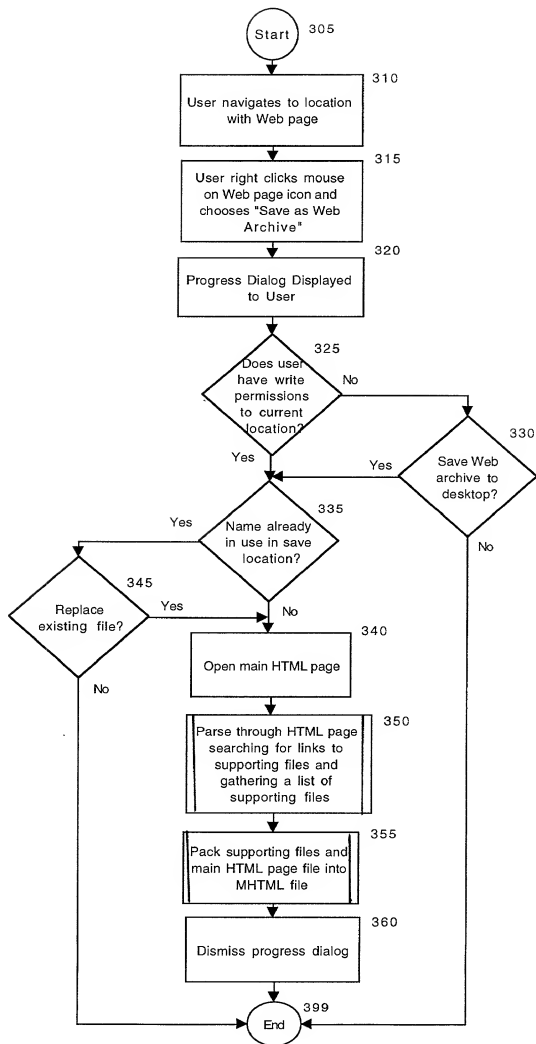 Start
305
310
User navigates to location
with Web page
315
User right clicks mouse
on Web page icon and
chooses "Save as Web
Archive"
320
Progress Dialog Displayed
to User
325
Does user
have write
permissions
to current
location?
No
Yes
330
Save Web
archive to
desktop?
Yes
No
335
Name already
in use in save
location?
Yes
No
345
Replace
existing file?
Yes
No
340
Open main HTML page
350
Parse through HTML page
searching for links to
supporting files and
gathering a list of
supporting files
355
Pack supporting files and
main HTML page file into
MHTML file
360
Dismiss progress dialog
399
End